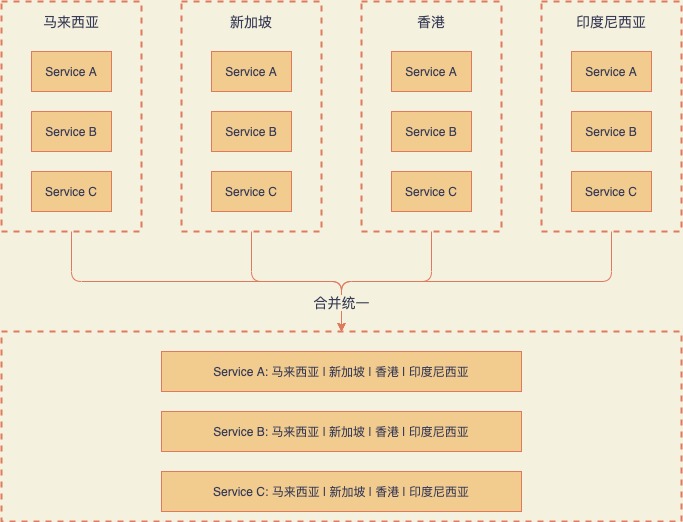 马来西亚
Service A
Service B
Service C
新加坡
Service A
Service B
Service C
香港
Service A
Service B
Service C
印度尼西亚
Service A
Service B
Service C
合并统一
Service A: 马来西亚 | 新加坡 | 香港 | 印度尼西亚
Service B: 马来西亚 | 新加坡 | 香港 | 印度尼西亚
Service C: 马来西亚 | 新加坡 | 香港 | 印度尼西亚